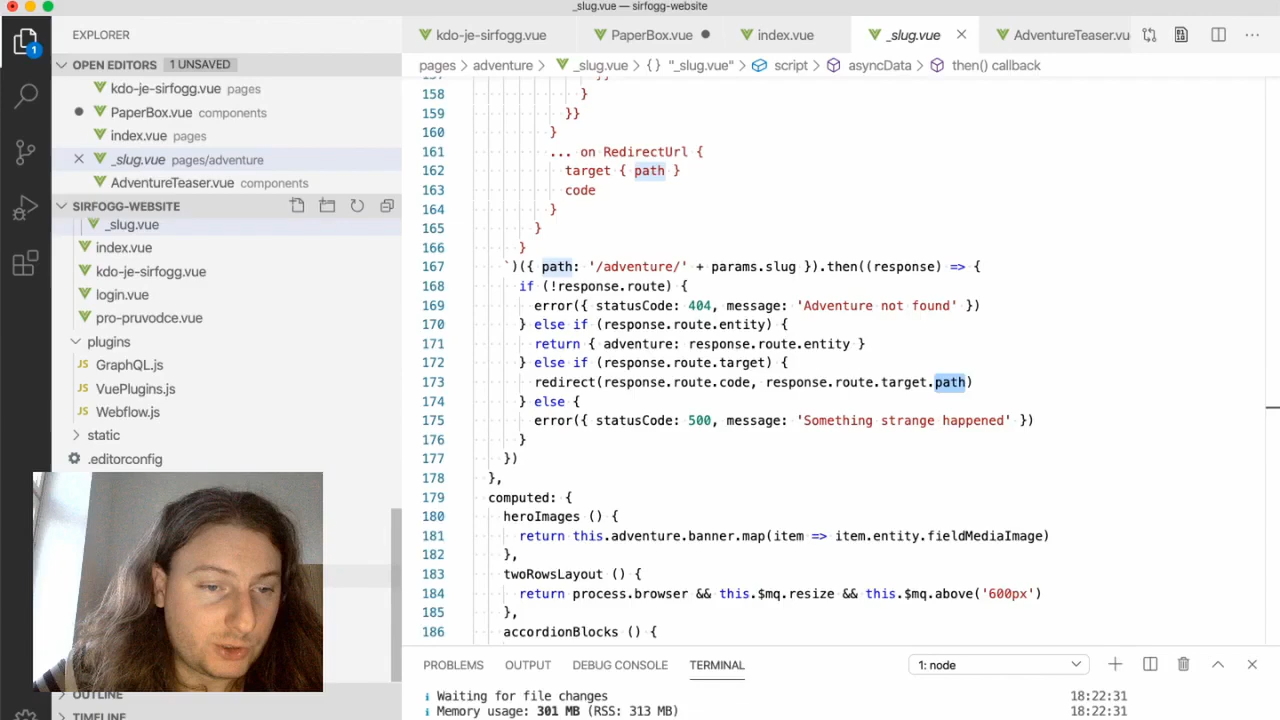 _slug.vue — sirfogg-website
EXPLORER
kdo-je-sirfogg.vue
PaperBox.vue
index.vue
_slug.vue
AdventureTeaser.vu
OPEN EDITORS 1 UNSAVED
pages > adventure > _slug.vue > {} "_slug.vue" > script > asyncData > then() callback
kdo-je-sirfogg.vue pages
PaperBox.vue components
index.vue pages
_slug.vue pages/adventure
AdventureTeaser.vue components
SIRFOGG-WEBSITE
_slug.vue
index.vue
kdo-je-sirfogg.vue
login.vue
pro-pruvodce.vue
plugins
JS GraphQL.js
JS VuePlugins.js
JS Webflow.js
static
.editorconfig
OUTLINE
TIMELINE
157 }}
158 }
159 }}
160 }
161 ... on RedirectUrl {
162 target { path }
163 code
164 }
165 }
166 }
167 `)({ path: '/adventure/' + params.slug }).then((response) => {
168 if (!response.route) {
169 error({ statusCode: 404, message: 'Adventure not found' })
170 } else if (response.route.entity) {
171 return { adventure: response.route.entity }
172 } else if (response.route.target) {
173 redirect(response.route.code, response.route.target.path)
174 } else {
175 error({ statusCode: 500, message: 'Something strange happened' })
176 }
177 })
178 },
179 computed: {
180 heroImages () {
181 return this.adventure.banner.map(item => item.entity.fieldMediaImage)
182 },
183 twoRowsLayout () {
184 return process.browser && this.$mq.resize && this.$mq.above('600px')
185 },
186 accordionBlocks () {
PROBLEMS OUTPUT DEBUG CONSOLE TERMINAL 1: node
i Waiting for file changes 18:22:31
i Memory usage: 301 MB (RSS: 313 MB) 18:22:31